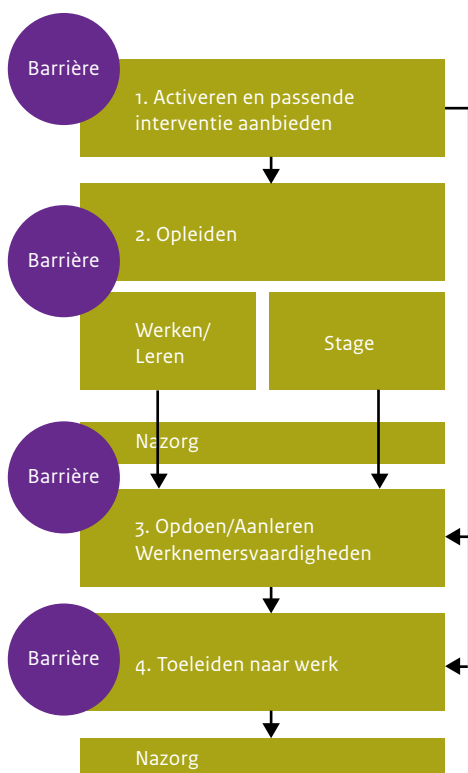 Barrière
1. Activeren en passende
interventie aanbieden
Barrière
2. Opleiden
Werken/
Leren
Stage
Nazorg
Barrière
3. Opdoen/Aanleren
Werknemersvaardigheden
Barrière
4. Toeleiden naar werk
Nazorg